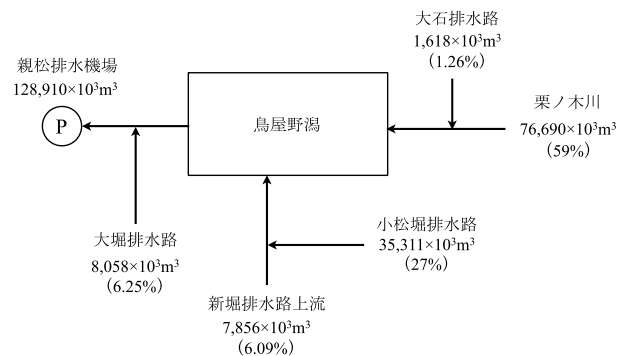 大石排水路
1,618×10³m³
(1.26%)
親松排水機場
128,910×10³m³
P
鳥屋野潟
栗ノ木川
76,690×10³m³
(59%)
大堀排水路
8,058×10³m³
(6.25%)
小松堀排水路
35,311×10³m³
(27%)
新堀排水路上流
7,856×10³m³
(6.09%)